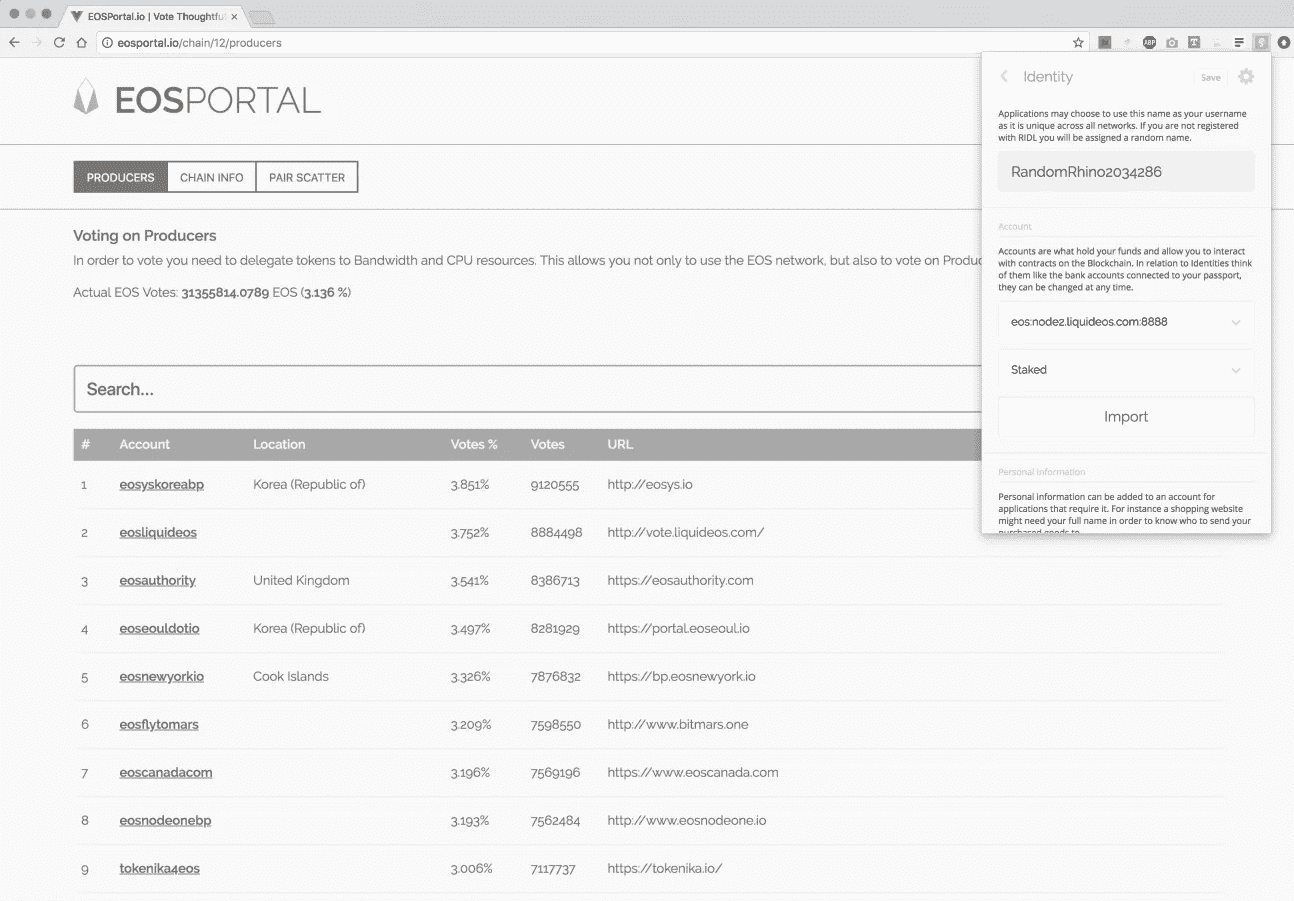 EOSPortal.io | Vote Thoughtful
eosportal.io/chain/12/producers
EOSPORTAL
PRODUCERS CHAIN INFO PAIR SCATTER
Voting on Producers
In order to vote you need to delegate tokens to Bandwidth and CPU resources. This allows you not only to use the EOS network, but also to vote on Produc
Actual EOS Votes: 31355814.0789 EOS (3.136 %)
Search...
# Account Location Votes % Votes URL
1 eosyskoreabp Korea (Republic of) 3.851% 9120555 http://eosys.io
2 eosliquideos 3.752% 8884498 http://vote.liquideos.com/
3 eosauthority United Kingdom 3.541% 8386713 https://eosauthority.com
4 eoseouldotio Korea (Republic of) 3.497% 8281929 https://portal.eoseoul.io
5 eosnewyorkio Cook Islands 3.326% 7876832 https://bp.eosnewyork.io
6 eosflytomars 3.209% 7598550 http://www.bitmars.one
7 eoscanadacom 3.196% 7569196 https://www.eoscanada.com
8 eosnodeonebp 3.193% 7562484 http://www.eosnodeone.io
9 tokenika4eos 3.006% 7117737 https://tokenika.io/
ABP
Identity Save
Applications may choose to use this name as your username
as it is unique across all networks. If you are not registered
with RIDL you will be assigned a random name.
RandomRhino2034286
Account
Accounts are what hold your funds and allow you to interact
with contracts on the Blockchain. In relation to Identities think
of them like the bank accounts connected to your passport,
they can be changed at any time.
eos:node2.liquideos.com:8888
Staked
Import
Personal Information
Personal information can be added to an account for
applications that require it. For instance a shopping website
might need your full name in order to know who to send your
purchased goods to.